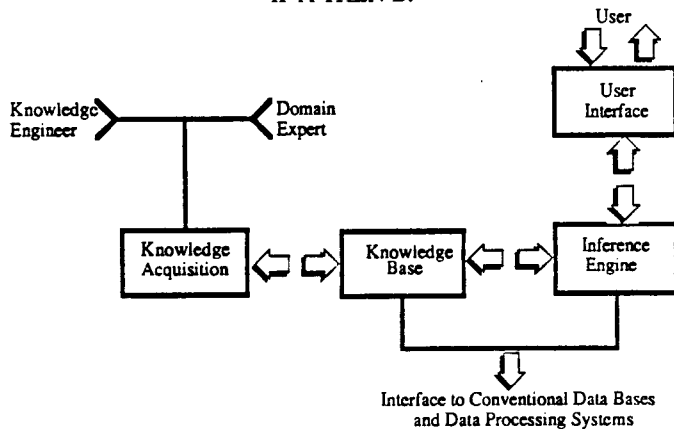 User
User
Interface
Knowledge
Engineer
Domain
Expert
Knowledge
Acquisition
Knowledge
Base
Inference
Engine
Interface to Conventional Data Bases
and Data Processing Systems